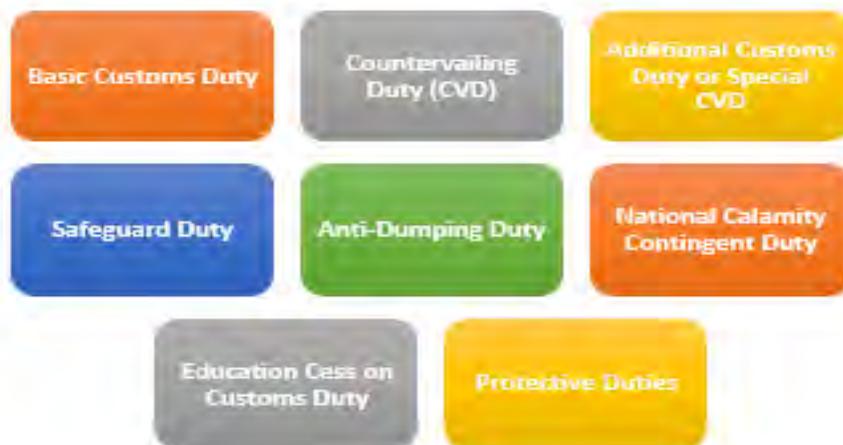 Basic Customs Duty
Countervailing
Duty (CVD)
Additional Customs
Duty or Special
CVD
Safeguard Duty
Anti-Dumping Duty
National Calamity
Contingent Duty
Education Cess on
Customs Duty
Protective Duties